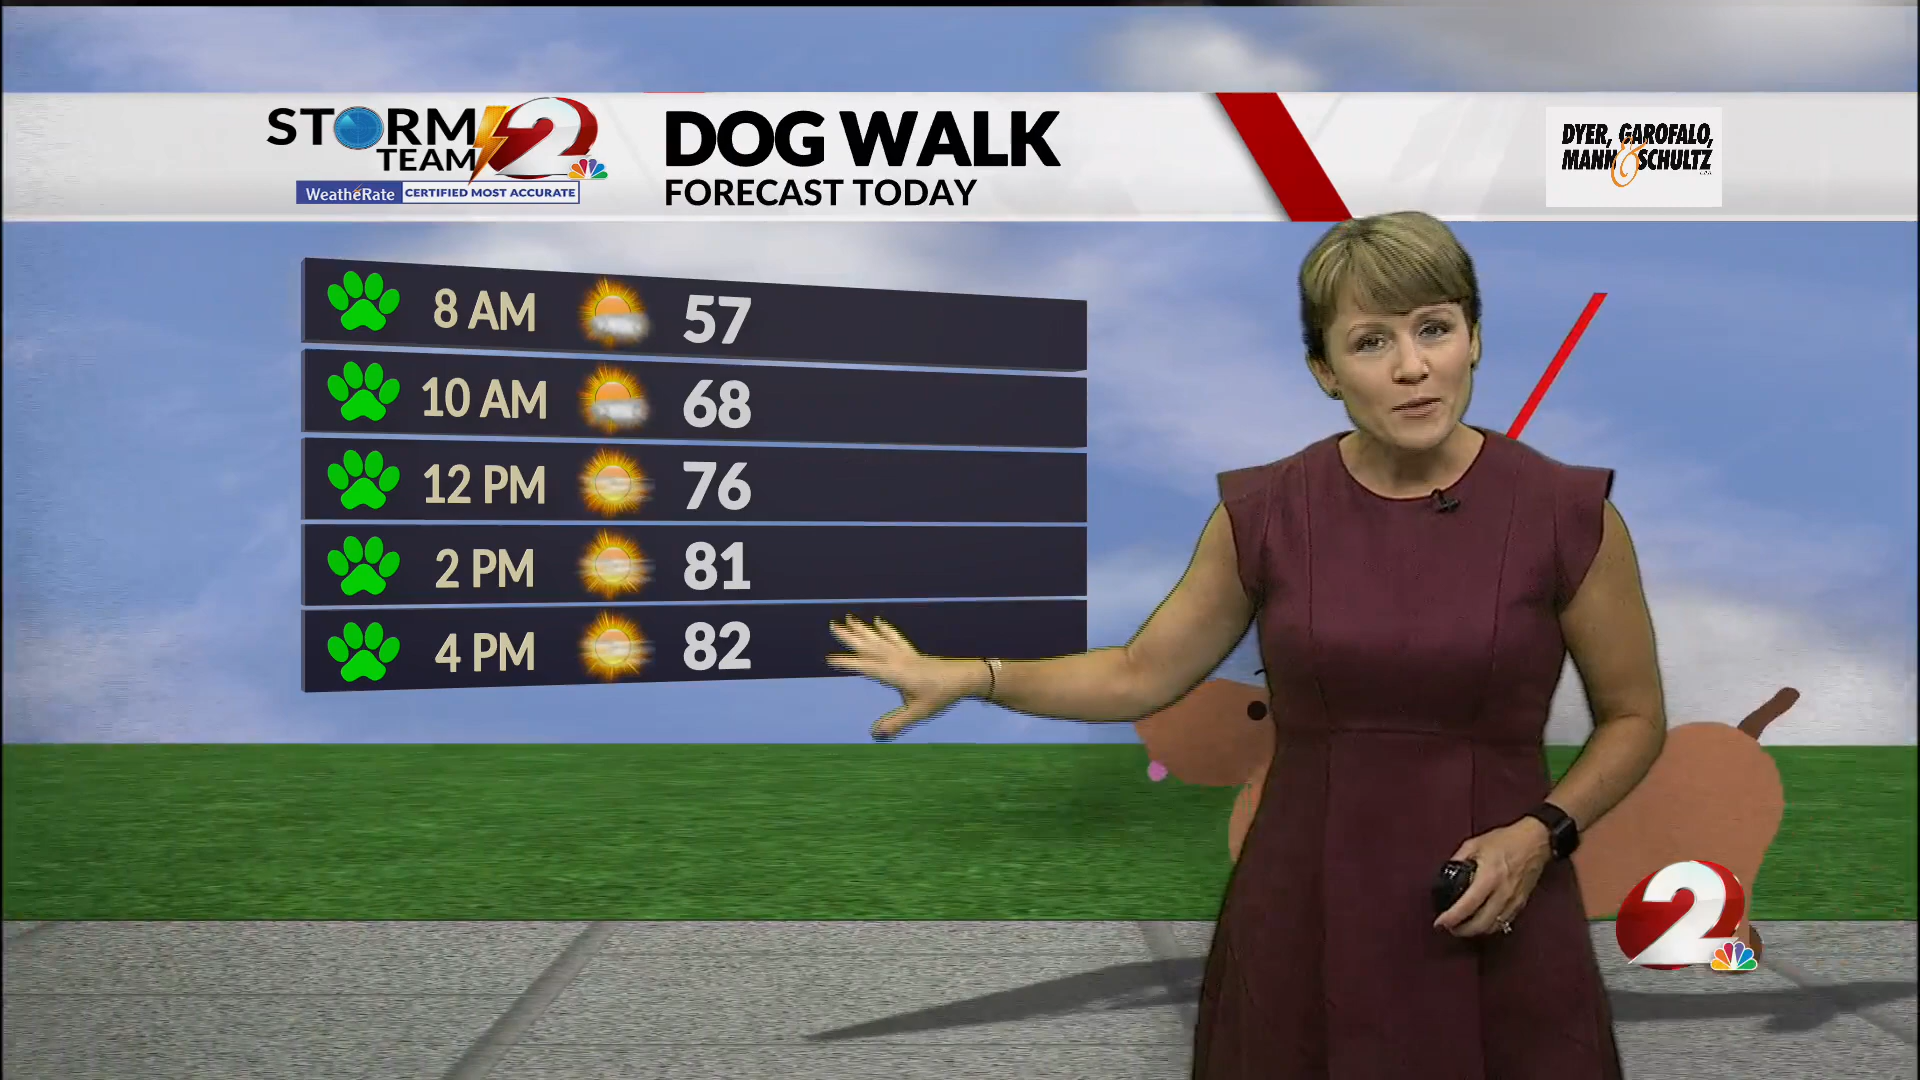 STORM
TEAM
2
WeatheRate CERTIFIED MOST ACCURATE
DOG WALK
FORECAST TODAY
DYER, GAROFALO,
MANN & SCHULTZ
8 AM 57
10 AM 68
12 PM 76
2 PM 81
4 PM 82
2